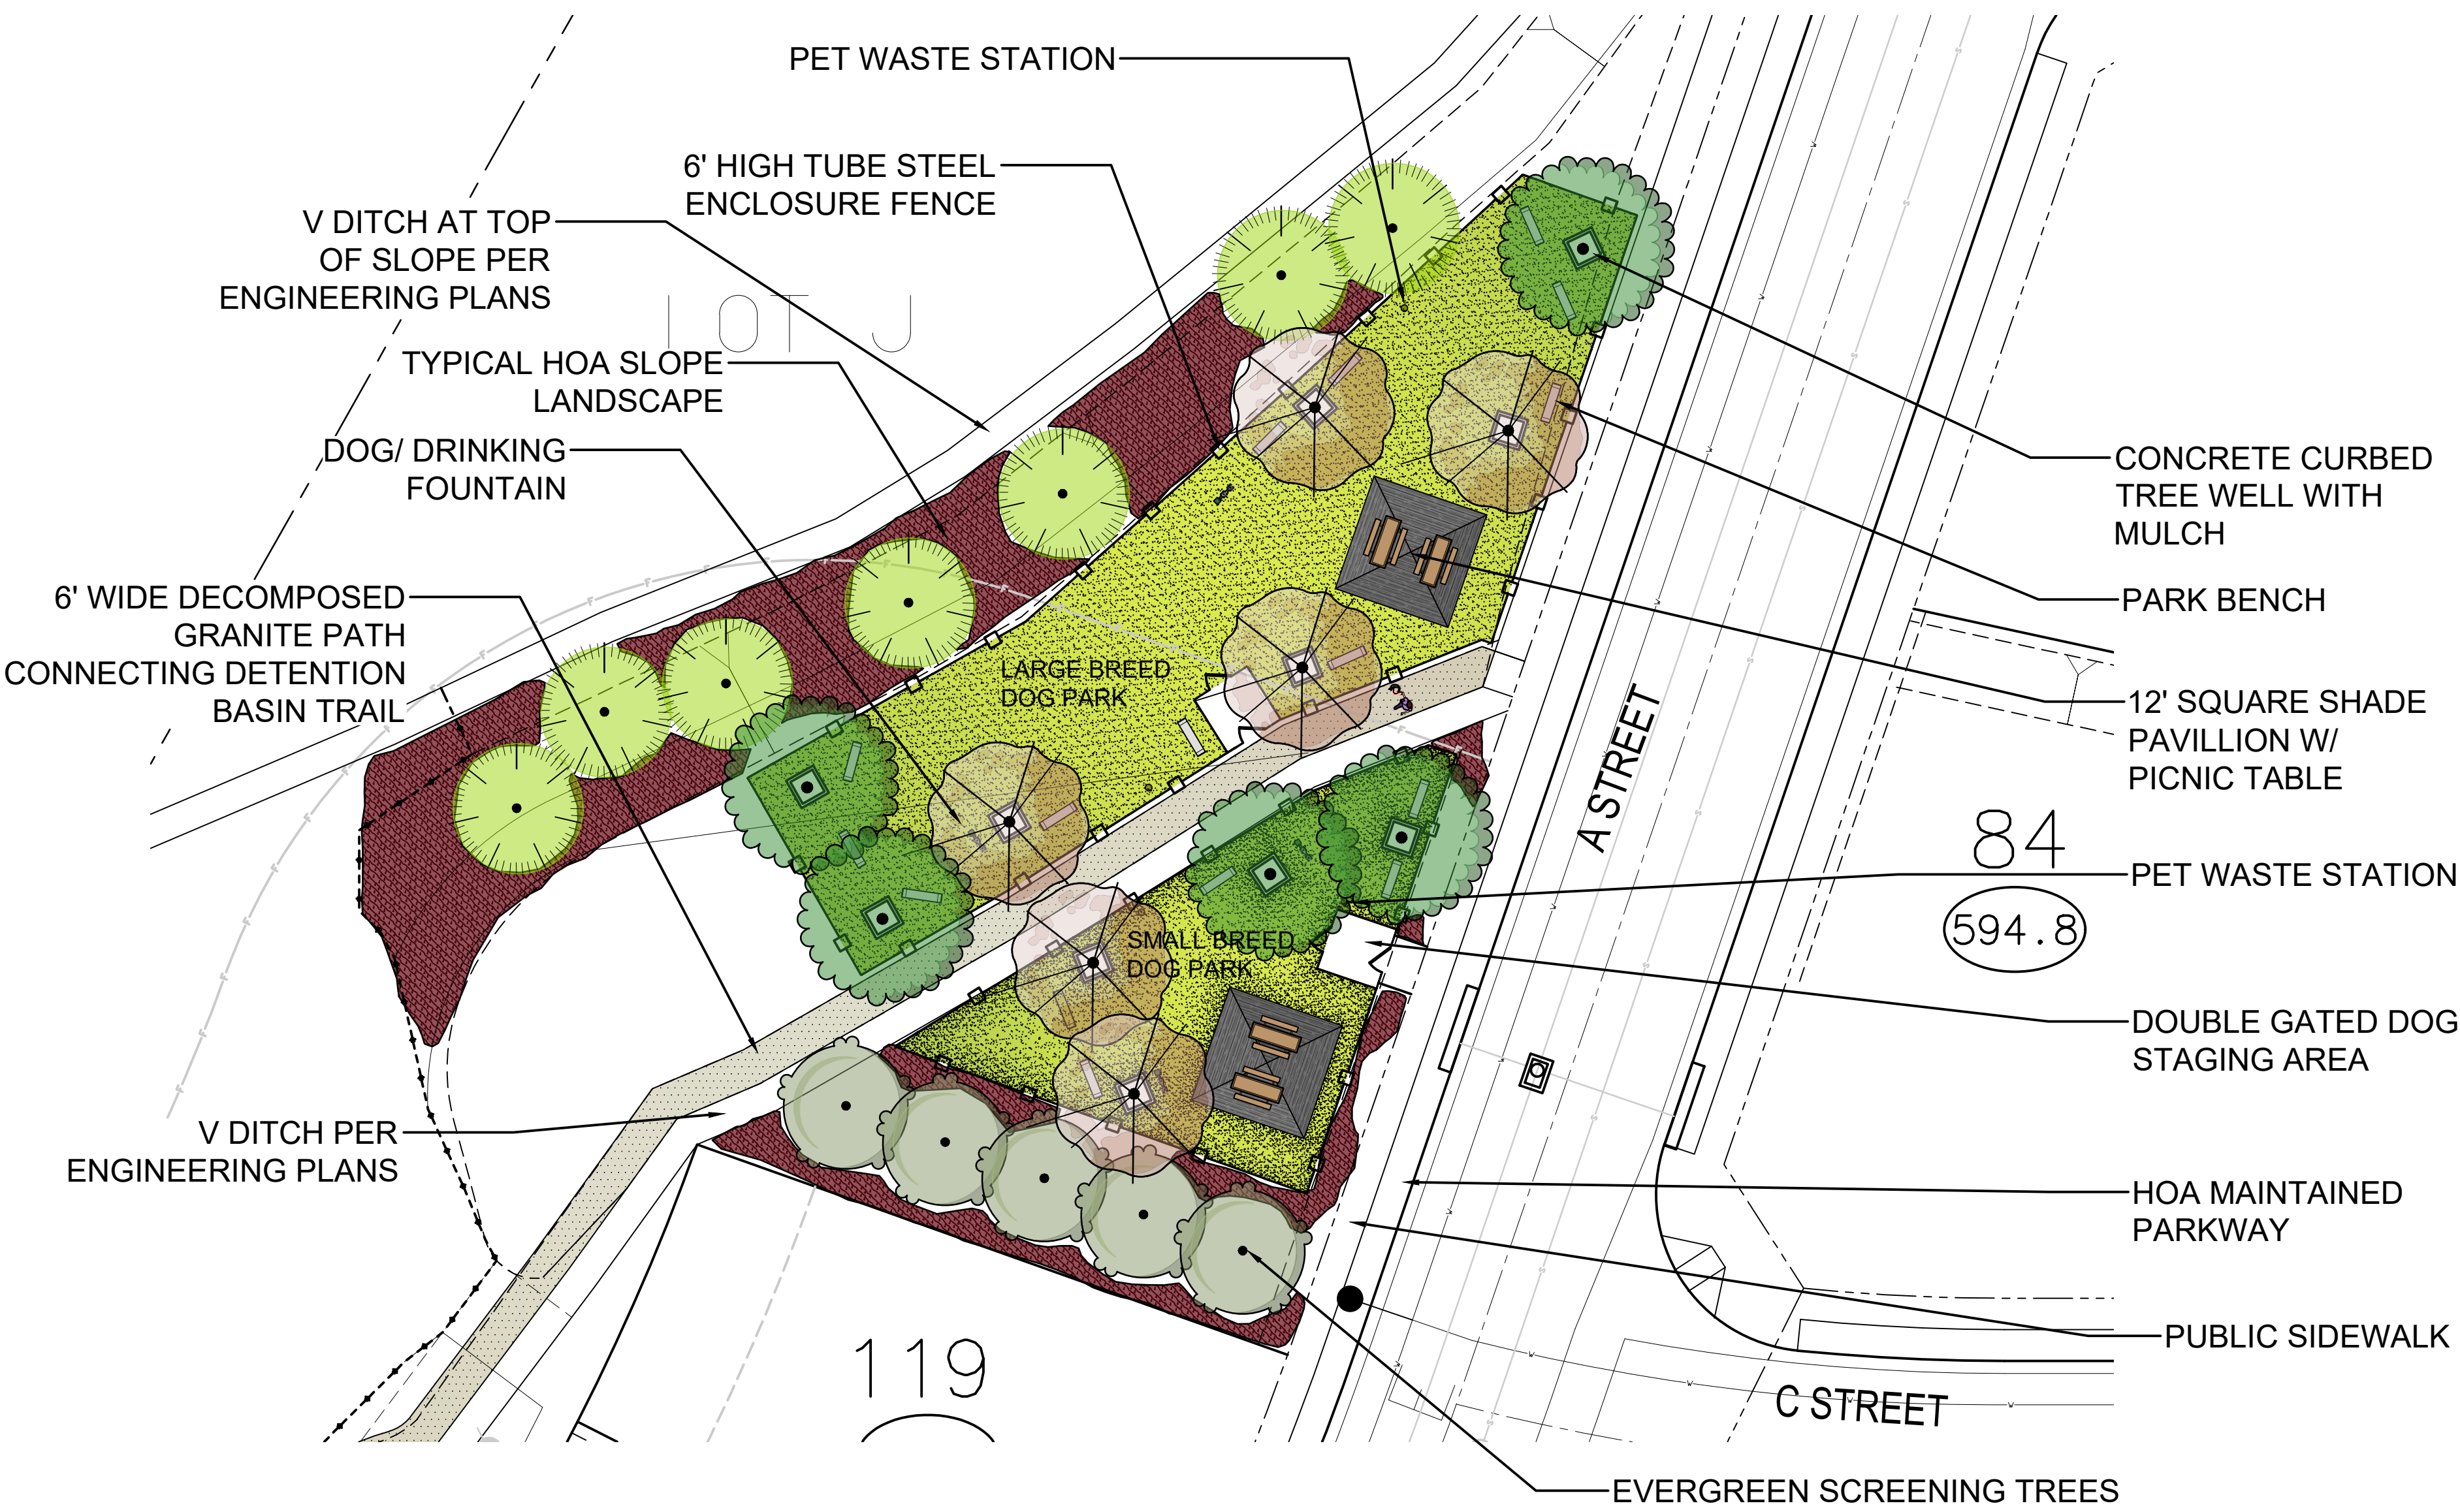 PET WASTE STATION
6' HIGH TUBE STEEL
ENCLOSURE FENCE
V DITCH AT TOP
OF SLOPE PER
ENGINEERING PLANS
LOT J
TYPICAL HOA SLOPE
LANDSCAPE
DOG/ DRINKING
FOUNTAIN
6' WIDE DECOMPOSED
GRANITE PATH
CONNECTING DETENTION
BASIN TRAIL
V DITCH PER
ENGINEERING PLANS
LARGE BREED
DOG PARK
SMALL BREED
DOG PARK
A STREET
CONCRETE CURBED
TREE WELL WITH
MULCH
PARK BENCH
12' SQUARE SHADE
PAVILLION W/
PICNIC TABLE
84
594.8
PET WASTE STATION
DOUBLE GATED DOG
STAGING AREA
HOA MAINTAINED
PARKWAY
PUBLIC SIDEWALK
119
C STREET
EVERGREEN SCREENING TREES